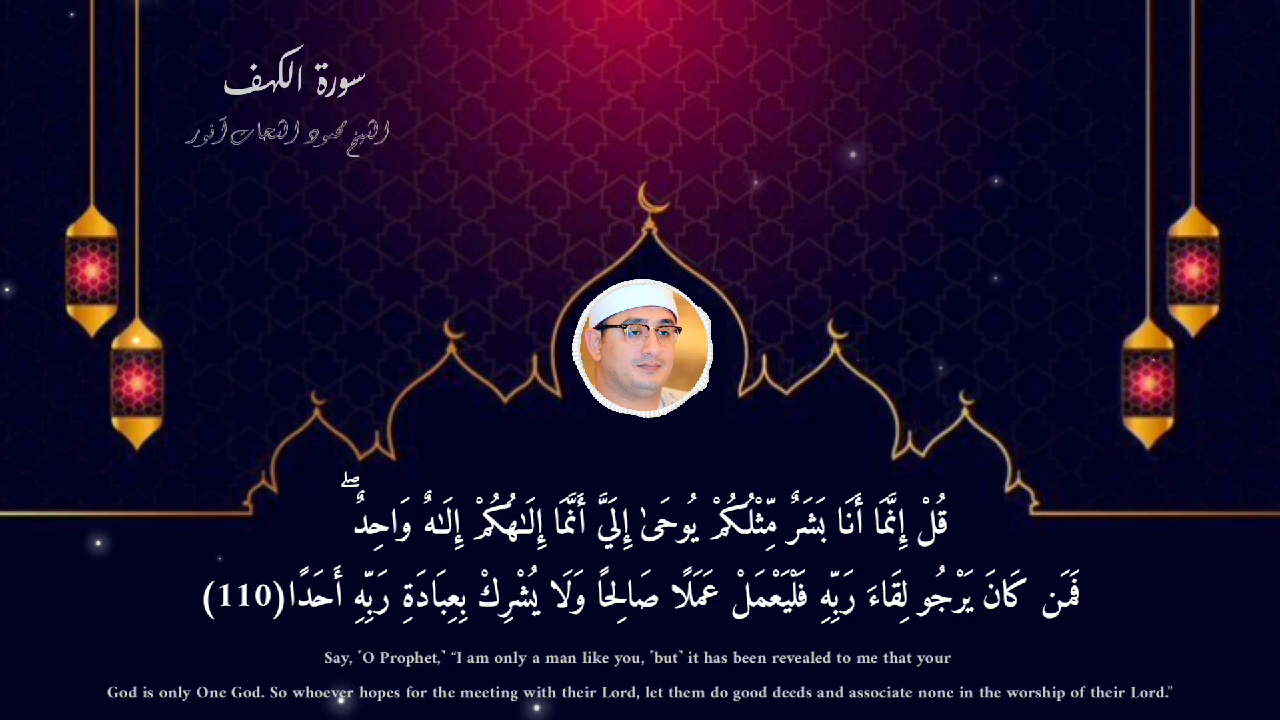 سورة الكهف
الشيخ محمود الشحات أنور
قُلْ إِنَّمَا أَنَا بَشَرٌ مِّثْلُكُمْ يُوحَىٰ إِلَيَّ أَنَّمَا إِلَـٰهُكُمْ إِلَـٰهٌ وَاحِدٌ ۖ
فَمَن كَانَ يَرْجُو لِقَاءَ رَبِّهِ فَلْيَعْمَلْ عَمَلًا صَالِحًا وَلَا يُشْرِكْ بِعِبَادَةِ رَبِّهِ أَحَدًا(110)
Say, ˹O Prophet,˺ “I am only a man like you, ˹but˺ it has been revealed to me that your
God is only One God. So whoever hopes for the meeting with their Lord, let them do good deeds and associate none in the worship of their Lord.”